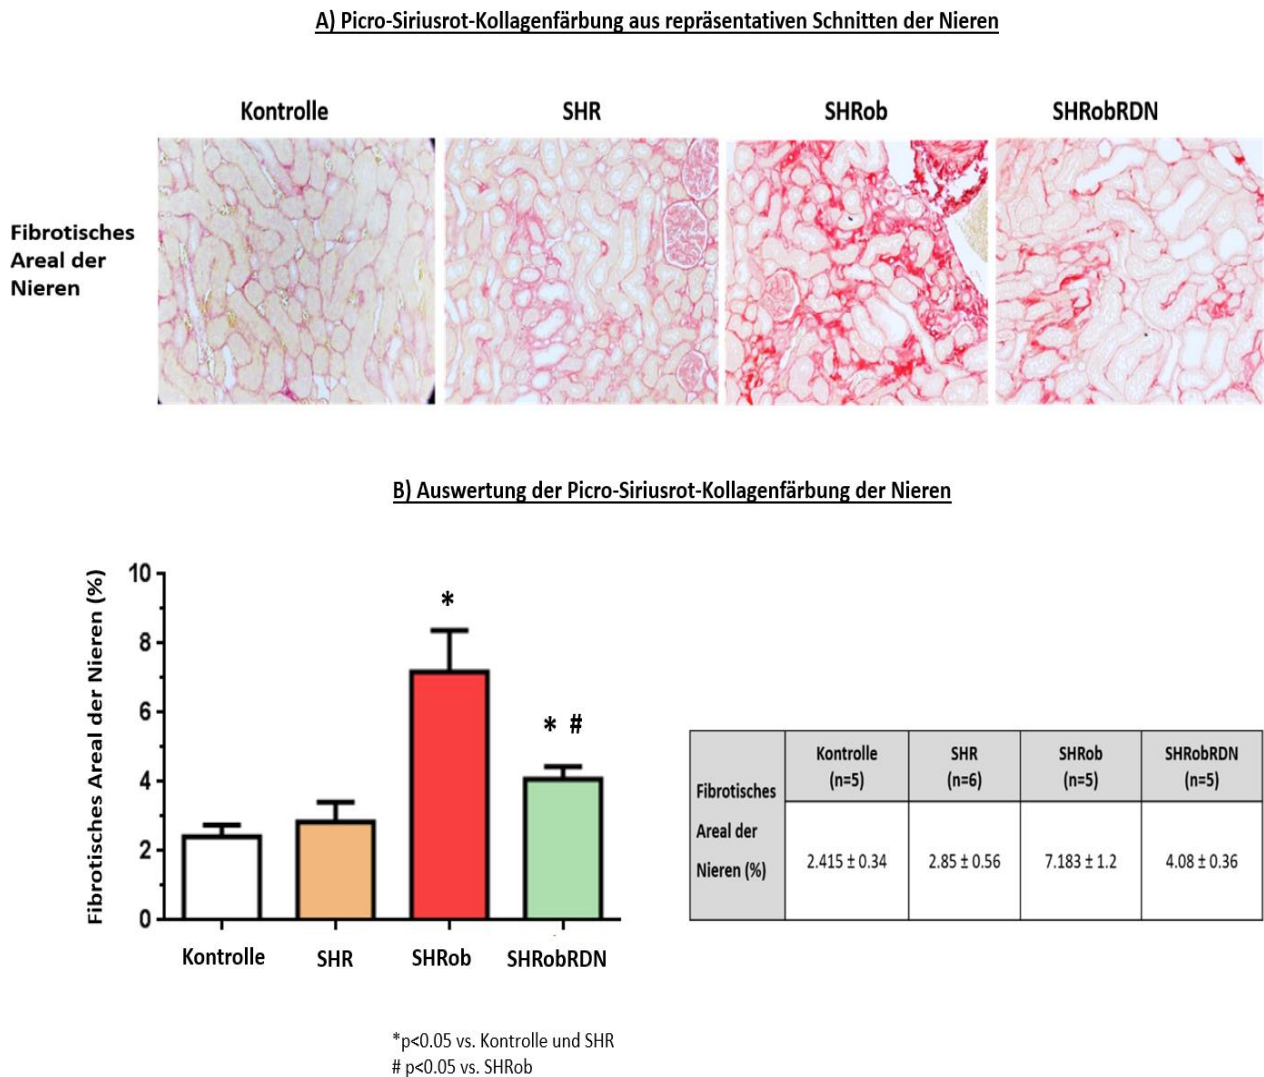 A) Picro-Siriusrot-Kollagenfärbung aus repräsentativen Schnitten der Nieren
Kontrolle
SHR
SHRob
SHRobRDN
Fibrotisches
Areal der
Nieren
B) Auswertung der Picro-Siriusrot-Kollagenfärbung der Nieren
Fibrotisches Areal der Nieren (%)
10
8
6
4
2
0
*
* #
Kontrolle
SHR
SHRob
SHRobRDN
Fibrotisches
Areal der
Nieren (%)
Kontrolle
(n=5)
SHR
(n=6)
SHRob
(n=5)
SHRobRDN
(n=5)
2.415 ± 0.34
2.85 ± 0.56
7.183 ± 1.2
4.08 ± 0.36
*p<0.05 vs. Kontrolle und SHR
# p<0.05 vs. SHRob